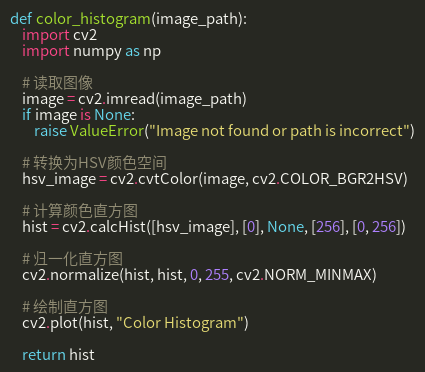 def color_histogram(image_path):
    import cv2
    import numpy as np
    # 读取图像
    image = cv2.imread(image_path)
    if image is None:
        raise ValueError("Image not found or path is incorrect")
    # 转换为HSV颜色空间
    hsv_image = cv2.cvtColor(image, cv2.COLOR_BGR2HSV)
    # 计算颜色直方图
    hist = cv2.calcHist([hsv_image], [0], None, [256], [0, 256])
    # 归一化直方图
    cv2.normalize(hist, hist, 0, 255, cv2.NORM_MINMAX)
    # 绘制直方图
    cv2.plot(hist, "Color Histogram")
    return hist